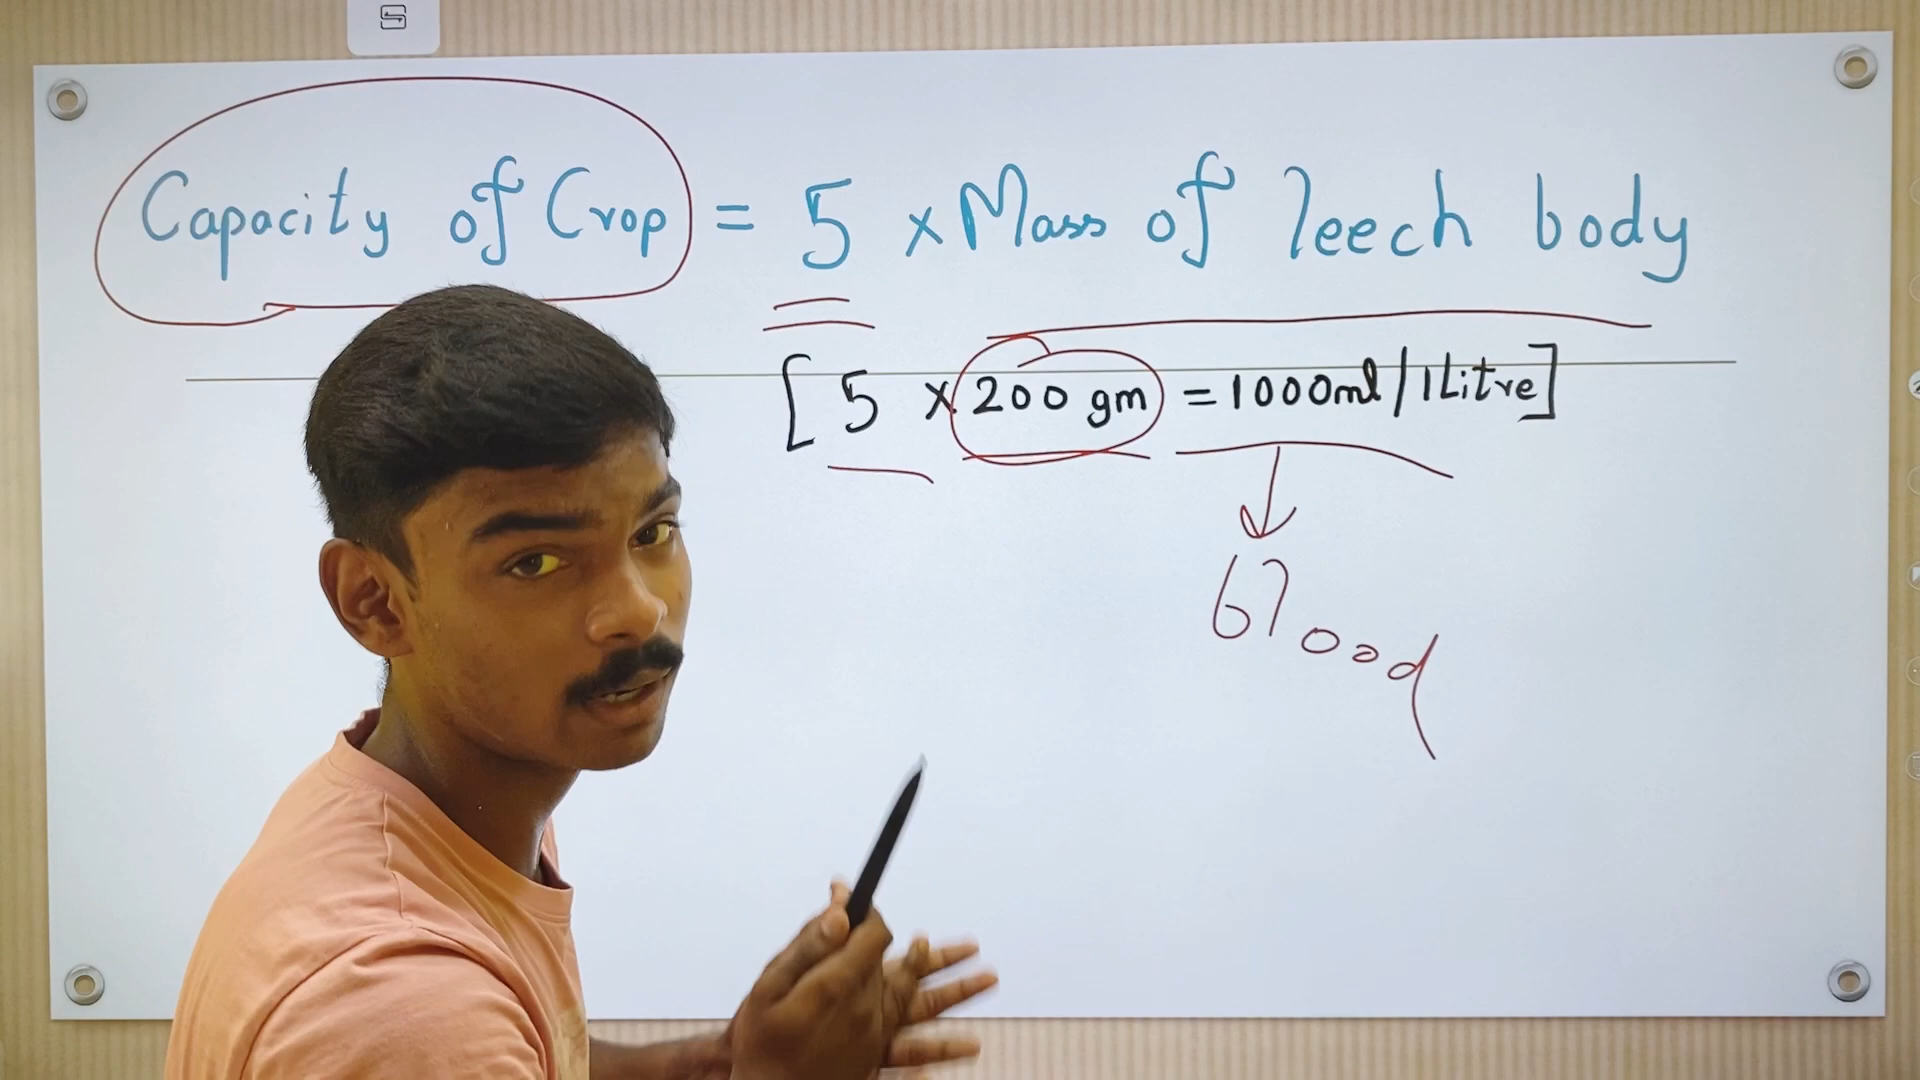 Capacity of Crop = 5 x Mass of leech body
[5 x 200 gm = 1000ml/1Litre]
blood